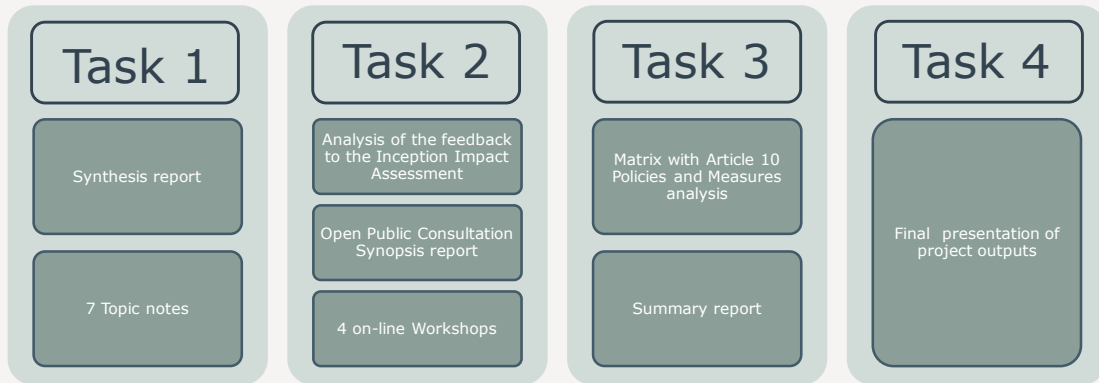 Task 1
Synthesis report
7 Topic notes
Task 2
Analysis of the feedback
to the Inception Impact
Assessment
Open Public Consultation
Synopsis report
4 on-line Workshops
Task 3
Matrix with Article 10
Policies and Measures
analysis
Summary report
Task 4
Final  presentation of
project outputs